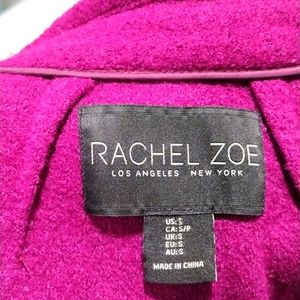 RACHEL ZOE
LOS ANGELES NEW YORK
US:S
CA:S/P
UK:S
EU:S
AU:S
MADE IN CHINA